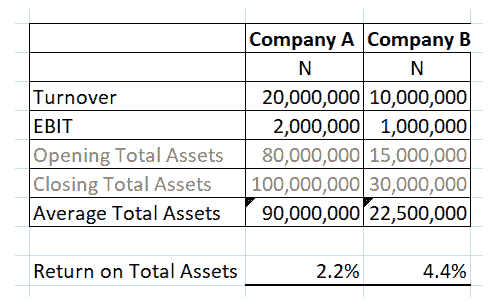 Company A Company B
N N
Turnover 20,000,000 10,000,000
EBIT 2,000,000 1,000,000
Opening Total Assets 80,000,000 15,000,000
Closing Total Assets 100,000,000 30,000,000
Average Total Assets 90,000,000 22,500,000
Return on Total Assets 2.2% 4.4%